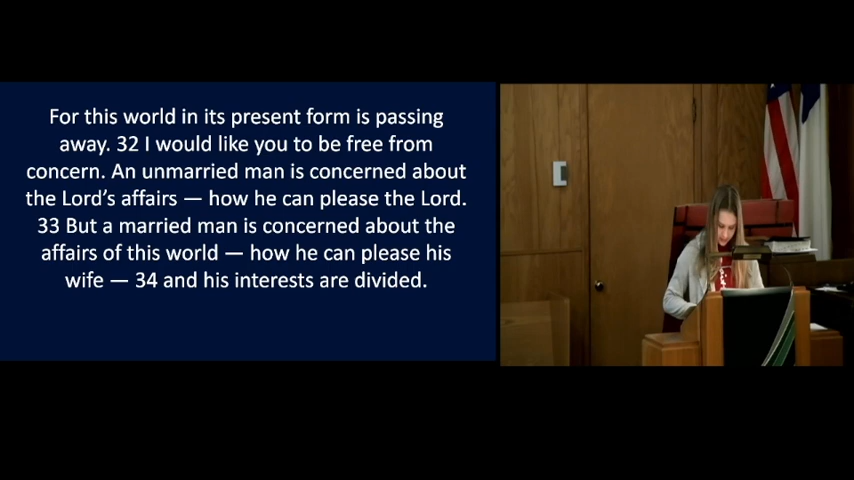 For this world in its present form is passing
away. 32 I would like you to be free from
concern. An unmarried man is concerned about
the Lord’s affairs — how he can please the Lord.
33 But a married man is concerned about the
affairs of this world — how he can please his
wife — 34 and his interests are divided.